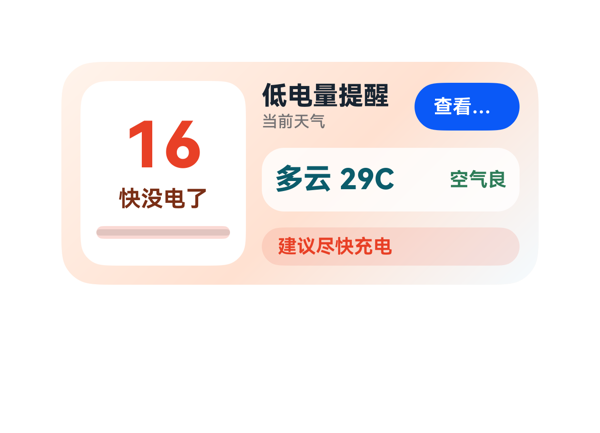 16
快没电了
低电量提醒
当前天气
查看...
多云 29C
空气良
建议尽快充电